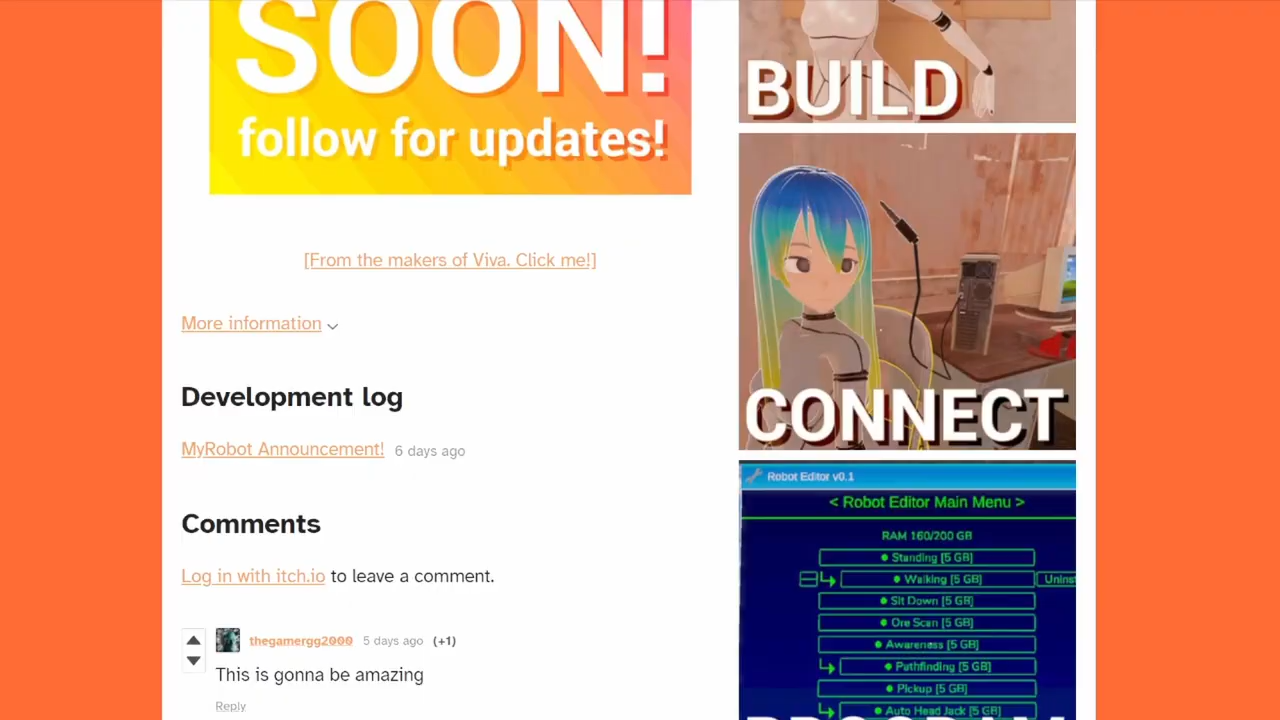 SOON!
follow for updates!
[From the makers of Viva. Click me!]
More information
Development log
MyRobot Announcement! 6 days ago
Comments
Log in with itch.io to leave a comment.
thegamergg2000 5 days ago (+1)
This is gonna be amazing
Reply
BUILD
CONNECT
Robot Editor v0.1
< Robot Editor Main Menu >
RAM 160/200 GB
Standing [5 GB]
Walking [5 GB]
Sit Down [5 GB]
Ore Scan [5 GB]
Awareness [5 GB]
Pathfinding [5 GB]
Pickup [5 GB]
Auto Head Jack [5 GB]